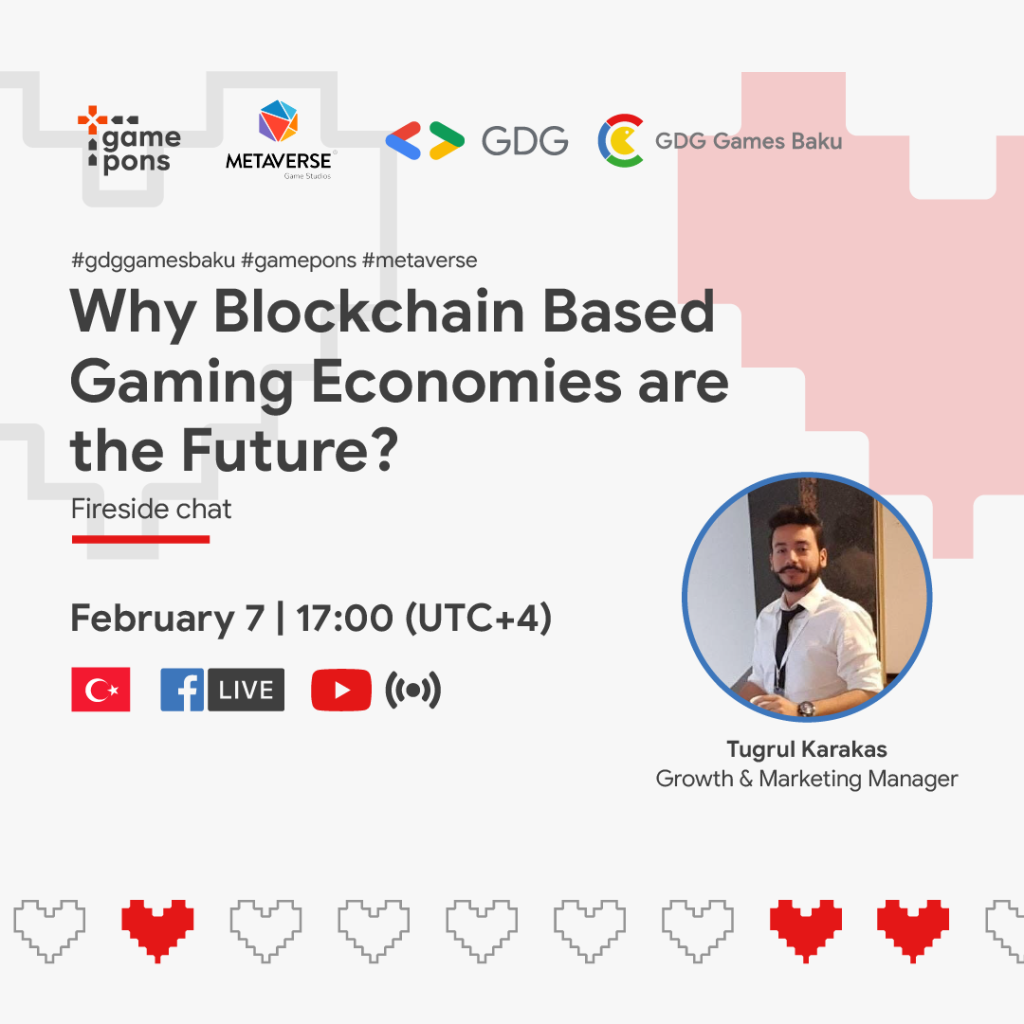 game
pons
METAVERSE
Game Studios
GDG
GDG Games Baku
#gdggamesbaku #gamepons #metaverse
Why Blockchain Based
Gaming Economies are
the Future?
Fireside chat
February 7 | 17:00 (UTC+4)
f LIVE
Tugrul Karakas
Growth & Marketing Manager